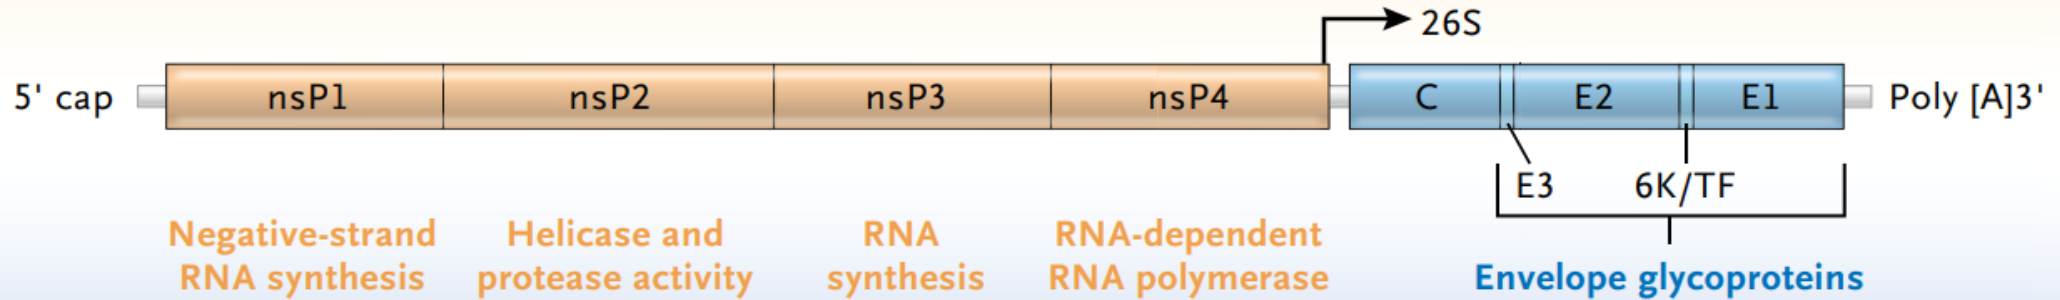 26S
5' cap nsP1 nsP2 nsP3 nsP4 C E2 E1 Poly [A]3'
E3 6K/TF
Negative-strand
RNA synthesis
Helicase and
protease activity
RNA
synthesis
RNA-dependent
RNA polymerase
Envelope glycoproteins